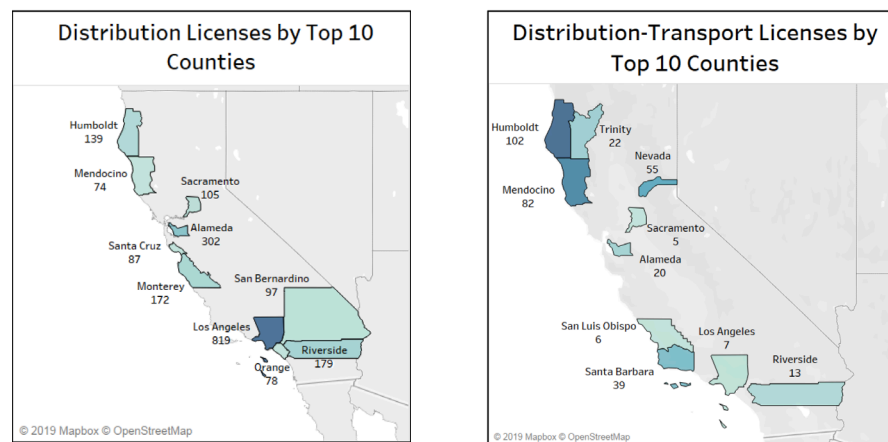 Distribution Licenses by Top 10
Counties
Humboldt
139
Mendocino
74
Sacramento
105
Alameda
302
Santa Cruz
87
Monterey
172
San Bernardino
97
Los Angeles
819
Riverside
179
Orange
78
© 2019 Mapbox © OpenStreetMap
Distribution-Transport Licenses by
Top 10 Counties
Humboldt
102
Trinity
22
Nevada
55
Mendocino
82
Sacramento
5
Alameda
20
San Luis Obispo
6
Los Angeles
7
Santa Barbara
39
Riverside
13
© 2019 Mapbox © OpenStreetMap